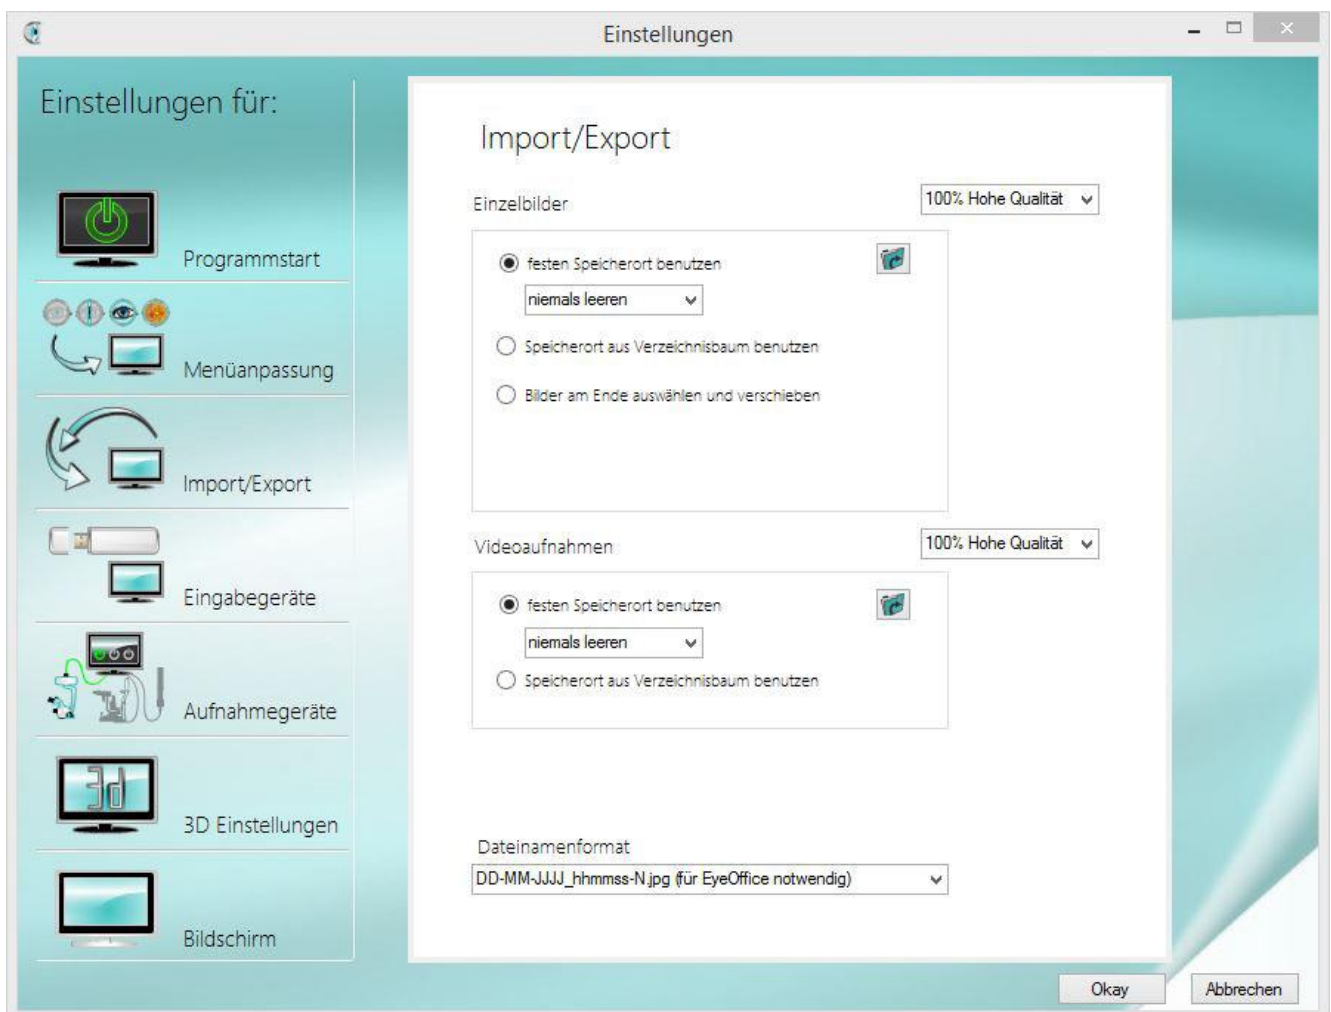 Einstellungen
Einstellungen für:
Programmstart
Menüanpassung
Import/Export
Eingabegeräte
Aufnahmegeräte
3d
3D Einstellungen
Bildschirm
Import/Export
Einzelbilder
100% Hohe Qualität
festen Speicherort benutzen
niemals leeren
Speicherort aus Verzeichnisbaum benutzen
Bilder am Ende auswählen und verschieben
Videoaufnahmen
100% Hohe Qualität
festen Speicherort benutzen
niemals leeren
Speicherort aus Verzeichnisbaum benutzen
Dateinamenformat
DD-MM-JJJJ_hhmmss-N.jpg (für EyeOffice notwendig)
Okay
Abbrechen